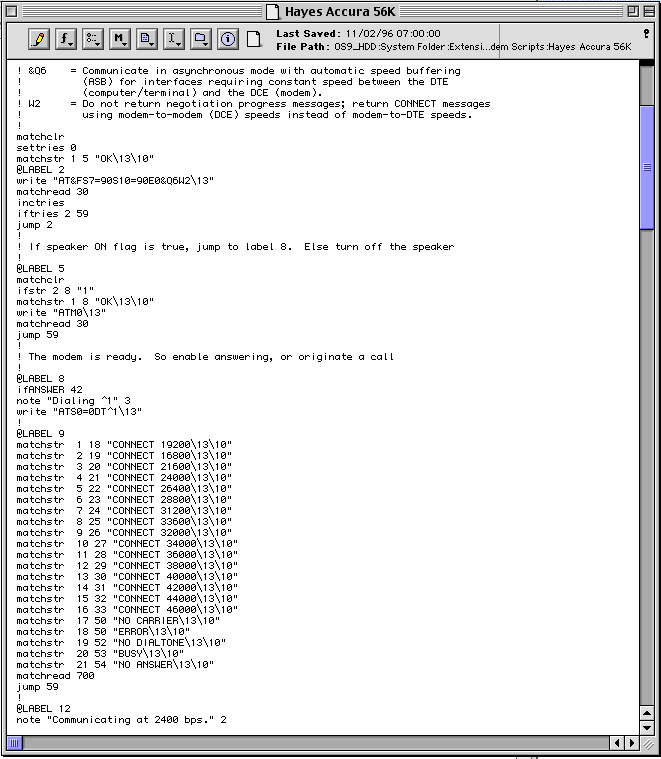 Hayes Accura 56K
Last Saved: 11/02/96 07:00:00
File Path: OS9_HDD:System Folder:Extensi…dem Scripts:Hayes Accura 56K
! &Q6    = Communicate in asynchronous mode with automatic speed buffering
!          (ASB) for interfaces requiring constant speed between the DTE
!          (computer/terminal) and the DCE (modem).
! W2     = Do not return negotiation progress messages; return CONNECT messages
!          using modem-to-modem (DCE) speeds instead of modem-to-DTE speeds.
!
matchclr
settries 0
matchstr 1 5 "OK\13\10"
@LABEL 2
write "AT&FS7=90S10=90E0&Q6W2\13"
matchread 30
inctries
iftries 2 59
jump 2
!
! If speaker ON flag is true, jump to label 8.  Else turn off the speaker
!
@LABEL 5
matchclr
ifstr 2 8 "1"
matchstr 1 8 "OK\13\10"
write "ATM0\13"
matchread 30
jump 59
!
! The modem is ready.  So enable answering, or originate a call
!
@LABEL 8
ifANSWER 42
note "Dialing ^1" 3
write "ATS0=0DT^1\13"
!
@LABEL 9
matchstr  1 18 "CONNECT 19200\13\10"
matchstr  2 19 "CONNECT 16800\13\10"
matchstr  3 20 "CONNECT 21600\13\10"
matchstr  4 21 "CONNECT 24000\13\10"
matchstr  5 22 "CONNECT 26400\13\10"
matchstr  6 23 "CONNECT 28800\13\10"
matchstr  7 24 "CONNECT 31200\13\10"
matchstr  8 25 "CONNECT 33600\13\10"
matchstr  9 26 "CONNECT 32000\13\10"
matchstr  10 27 "CONNECT 34000\13\10"
matchstr  11 28 "CONNECT 36000\13\10"
matchstr  12 29 "CONNECT 38000\13\10"
matchstr  13 30 "CONNECT 40000\13\10"
matchstr  14 31 "CONNECT 42000\13\10"
matchstr  15 32 "CONNECT 44000\13\10"
matchstr  16 33 "CONNECT 46000\13\10"
matchstr  17 50 "NO CARRIER\13\10"
matchstr  18 50 "ERROR\13\10"
matchstr  19 52 "NO DIALTONE\13\10"
matchstr  20 53 "BUSY\13\10"
matchstr  21 54 "NO ANSWER\13\10"
matchread 700
jump 59
!
@LABEL 12
note "Communicating at 2400 bps." 2